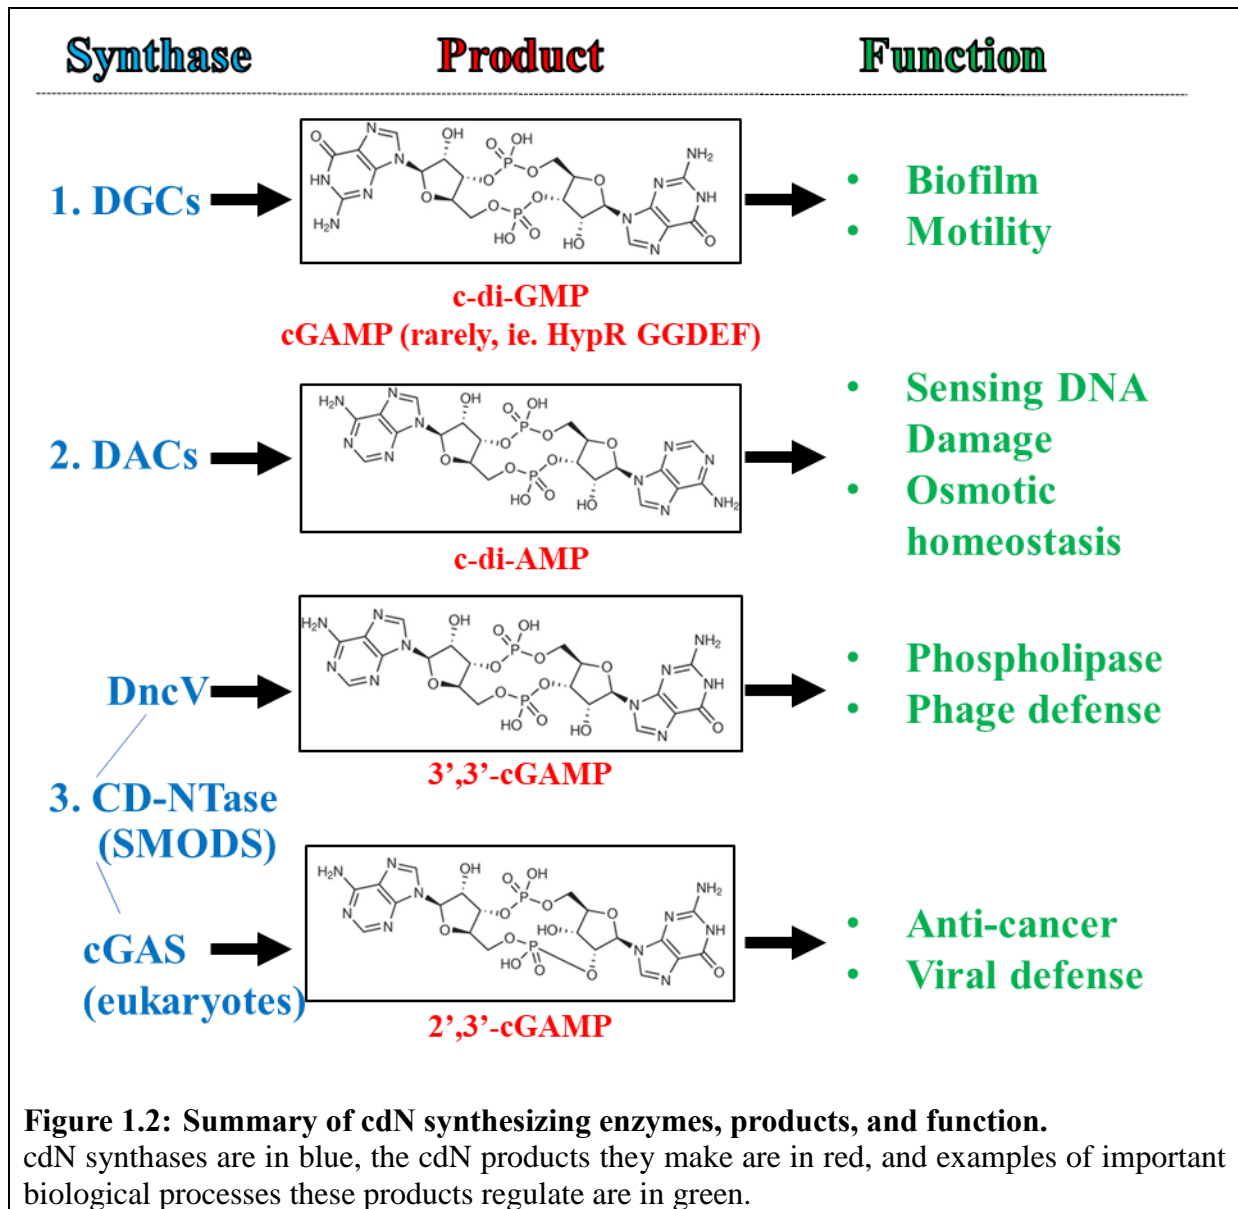 Synthase Product Function
1. DGCs
c-di-GMP
cGAMP (rarely, ie. HypR GGDEF)
• Biofilm
• Motility
2. DACs
c-di-AMP
• Sensing DNA
Damage
• Osmotic
homeostasis
3. CD-NTase
(SMODS)
DncV
3’,3’-cGAMP
• Phospholipase
• Phage defense
cGAS
(eukaryotes)
2’,3’-cGAMP
• Anti-cancer
• Viral defense
Figure 1.2: Summary of cdN synthesizing enzymes, products, and function.
cdN synthases are in blue, the cdN products they make are in red, and examples of important
biological processes these products regulate are in green.